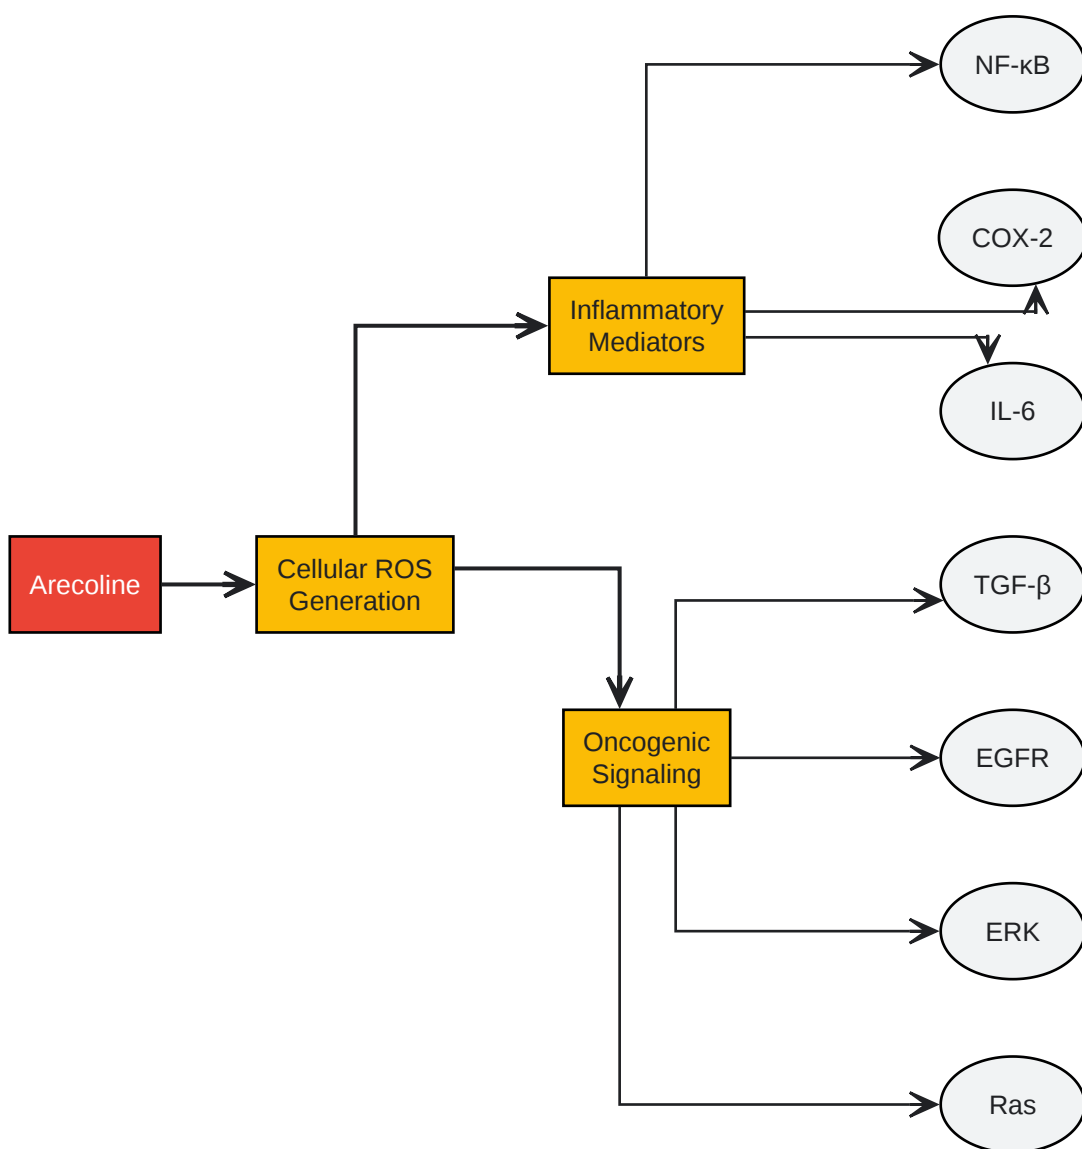 NF-κB
COX-2
Inflammatory
Mediators
IL-6
Arecoline
Cellular ROS
Generation
TGF-β
Oncogenic
Signaling
EGFR
ERK
Ras